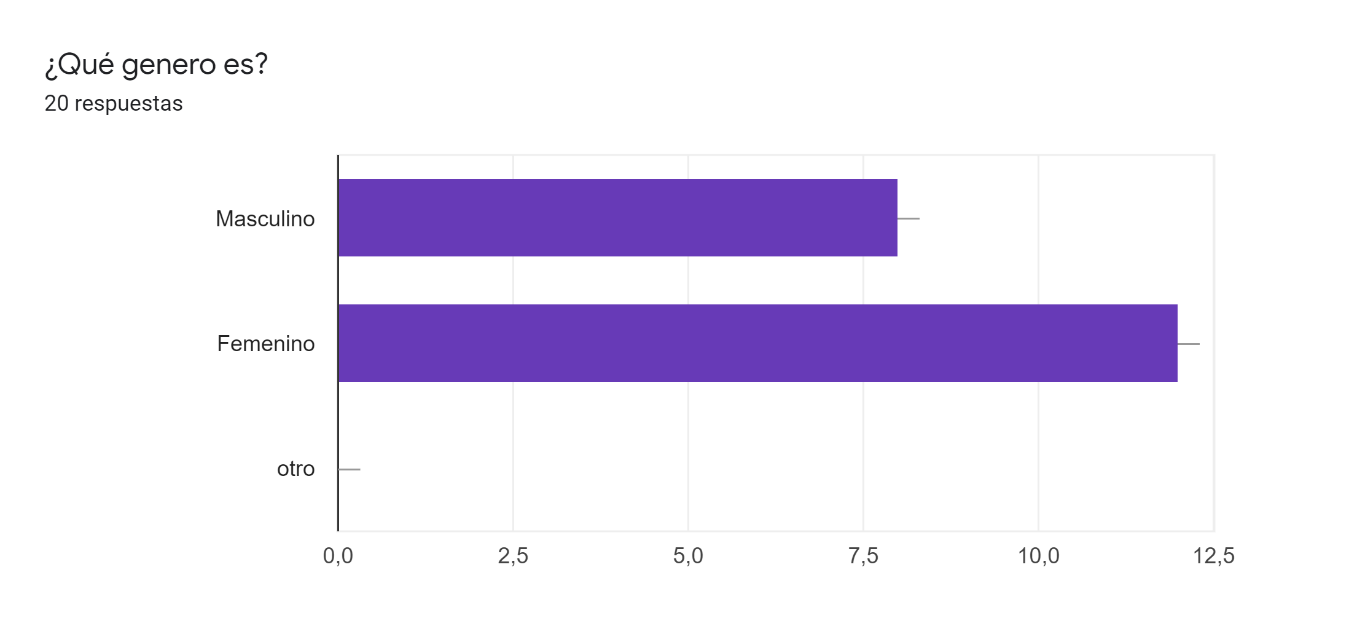 ¿Qué genero es?
20 respuestas
Masculino
Femenino
otro
0,0 2,5 5,0 7,5 10,0 12,5